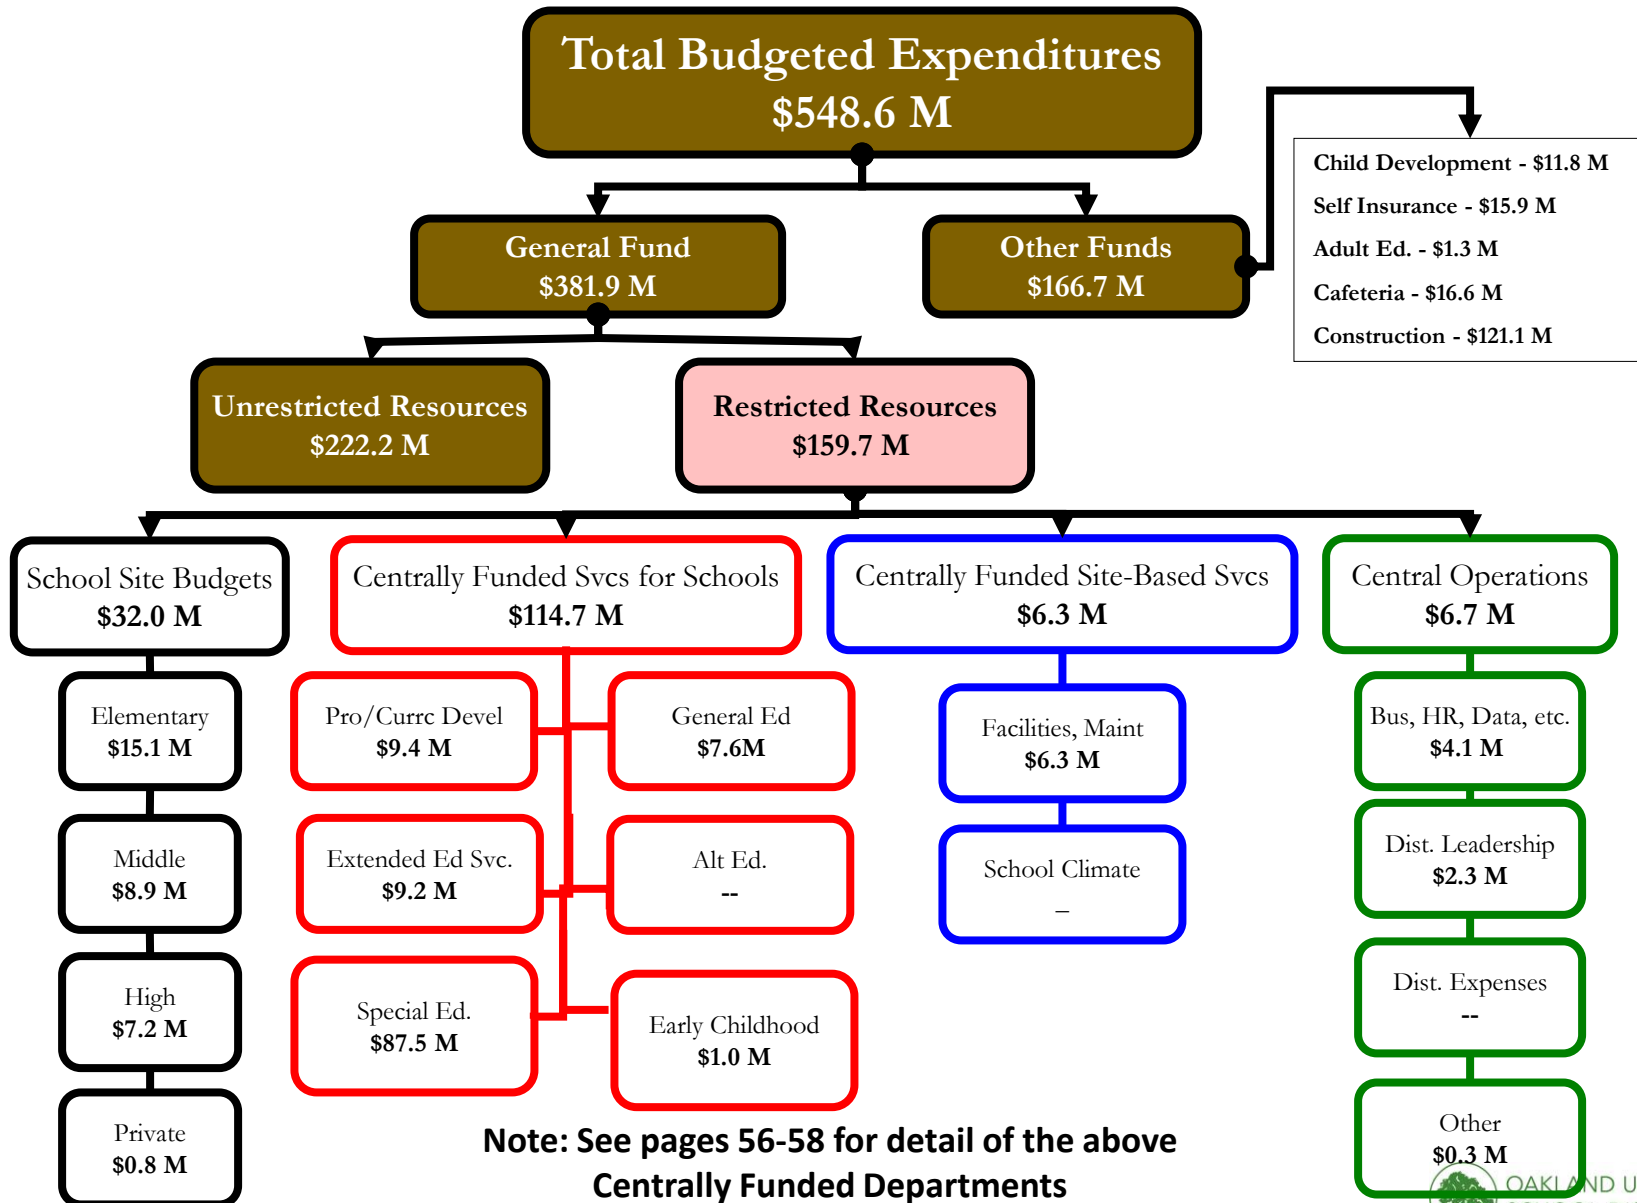 Total Budgeted Expenditures
$548.6 M
Child Development - $11.8 M
Self Insurance - $15.9 M
Adult Ed. - $1.3 M
Cafeteria - $16.6 M
Construction - $121.1 M
General Fund
$381.9 M
Other Funds
$166.7 M
Unrestricted Resources
$222.2 M
Restricted Resources
$159.7 M
School Site Budgets
$32.0 M
Centrally Funded Svcs for Schools
$114.7 M
Centrally Funded Site-Based Svcs
$6.3 M
Central Operations
$6.7 M
Elementary
$15.1 M
Pro/Currc Devel
$9.4 M
General Ed
$7.6M
Facilities, Maint
$6.3 M
Bus, HR, Data, etc.
$4.1 M
Middle
$8.9 M
Extended Ed Svc.
$9.2 M
Alt Ed.
--
School Climate
–
Dist. Leadership
$2.3 M
High
$7.2 M
Special Ed.
$87.5 M
Early Childhood
$1.0 M
Dist. Expenses
--
Private
$0.8 M
Other
$0.3 M
Note: See pages 56-58 for detail of the above
Centrally Funded Departments
OAKLAND U